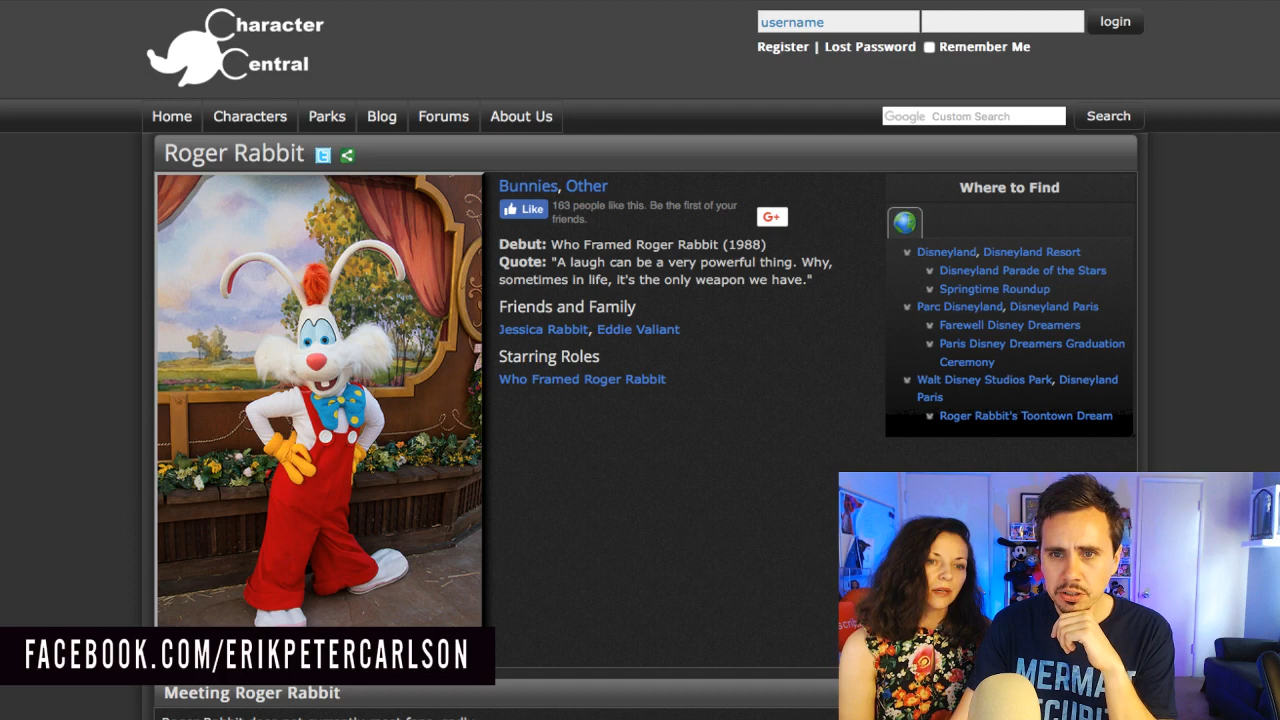 Character
Central
username
login
Register | Lost Password
Remember Me
Home
Characters
Parks
Blog
Forums
About Us
Google Custom Search
Search
Roger Rabbit
Bunnies, Other
Like
163 people like this. Be the first of your
friends.
G+
Debut: Who Framed Roger Rabbit (1988)
Quote: "A laugh can be a very powerful thing. Why,
sometimes in life, it's the only weapon we have."
Friends and Family
Jessica Rabbit, Eddie Valiant
Starring Roles
Who Framed Roger Rabbit
Where to Find
Disneyland, Disneyland Resort
Disneyland Parade of the Stars
Springtime Roundup
Parc Disneyland, Disneyland Paris
Farewell Disney Dreamers
Paris Disney Dreamers Graduation
Ceremony
Walt Disney Studios Park, Disneyland
Paris
Roger Rabbit's Toontown Dream
FACEBOOK.COM/ERIKPETERCARLSON
Meeting Roger Rabbit